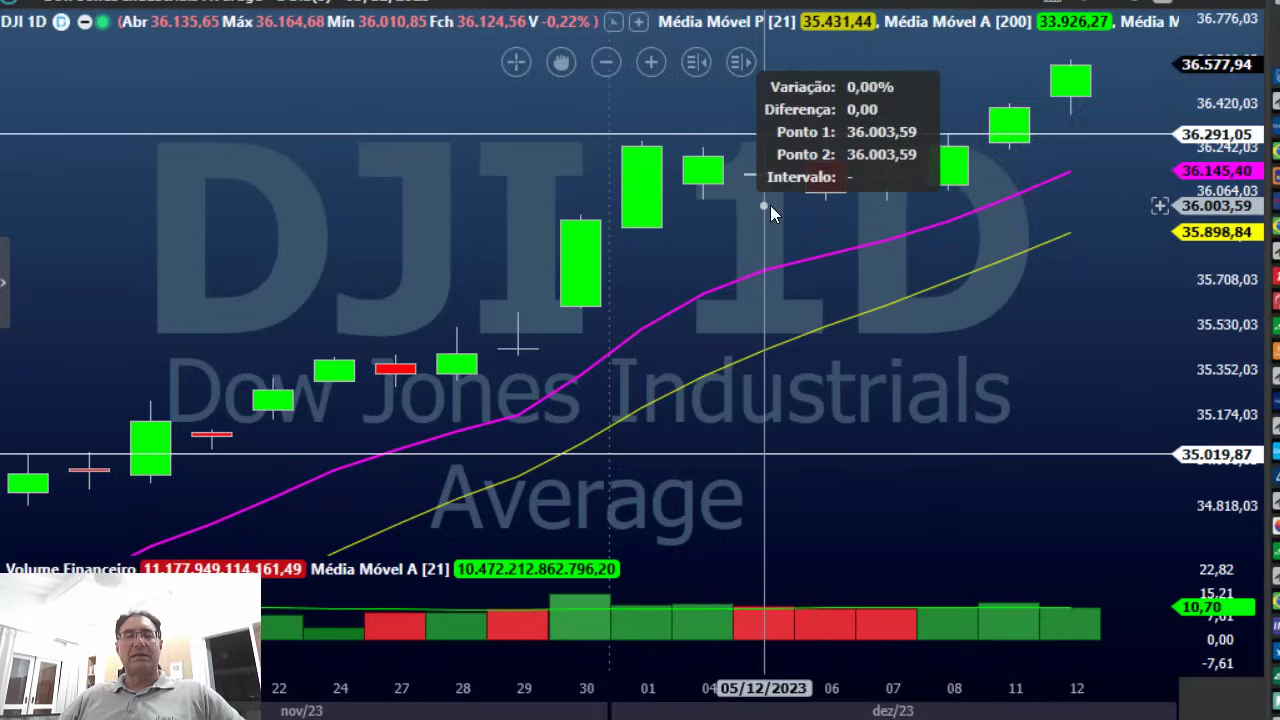 DJI 1D (Abr 36.135,65 Máx 36.164,68 Mín 36.010,85 Fch 36.124,56 V -0,22% ) Média Móvel P [21] 35.431,44 , Média Móvel A [200] 33.926,27 , Média M
36.776,03
36.577,94
Variação: 0,00%
Diferença: 0,00
Ponto 1: 36.003,59
Ponto 2: 36.003,59
Intervalo: -
36.420,03
36.291,05
36.242,03
36.145,40
36.064,03
36.003,59
35.898,84
35.708,03
35.530,03
35.352,03
35.174,03
35.019,87
34.818,03
DJI 1D
Dow Jones Industrials
Average
Volume Financeiro 11.177.949.114.161,49 Média Móvel A [21] 10.472.212.862.796,20
22,82
15,21
10,70
7,61
0,00
-7,61
22 24 27 28 29 30 01 04 05/12/2023 06 07 08 11 12
nov/23 dez/23